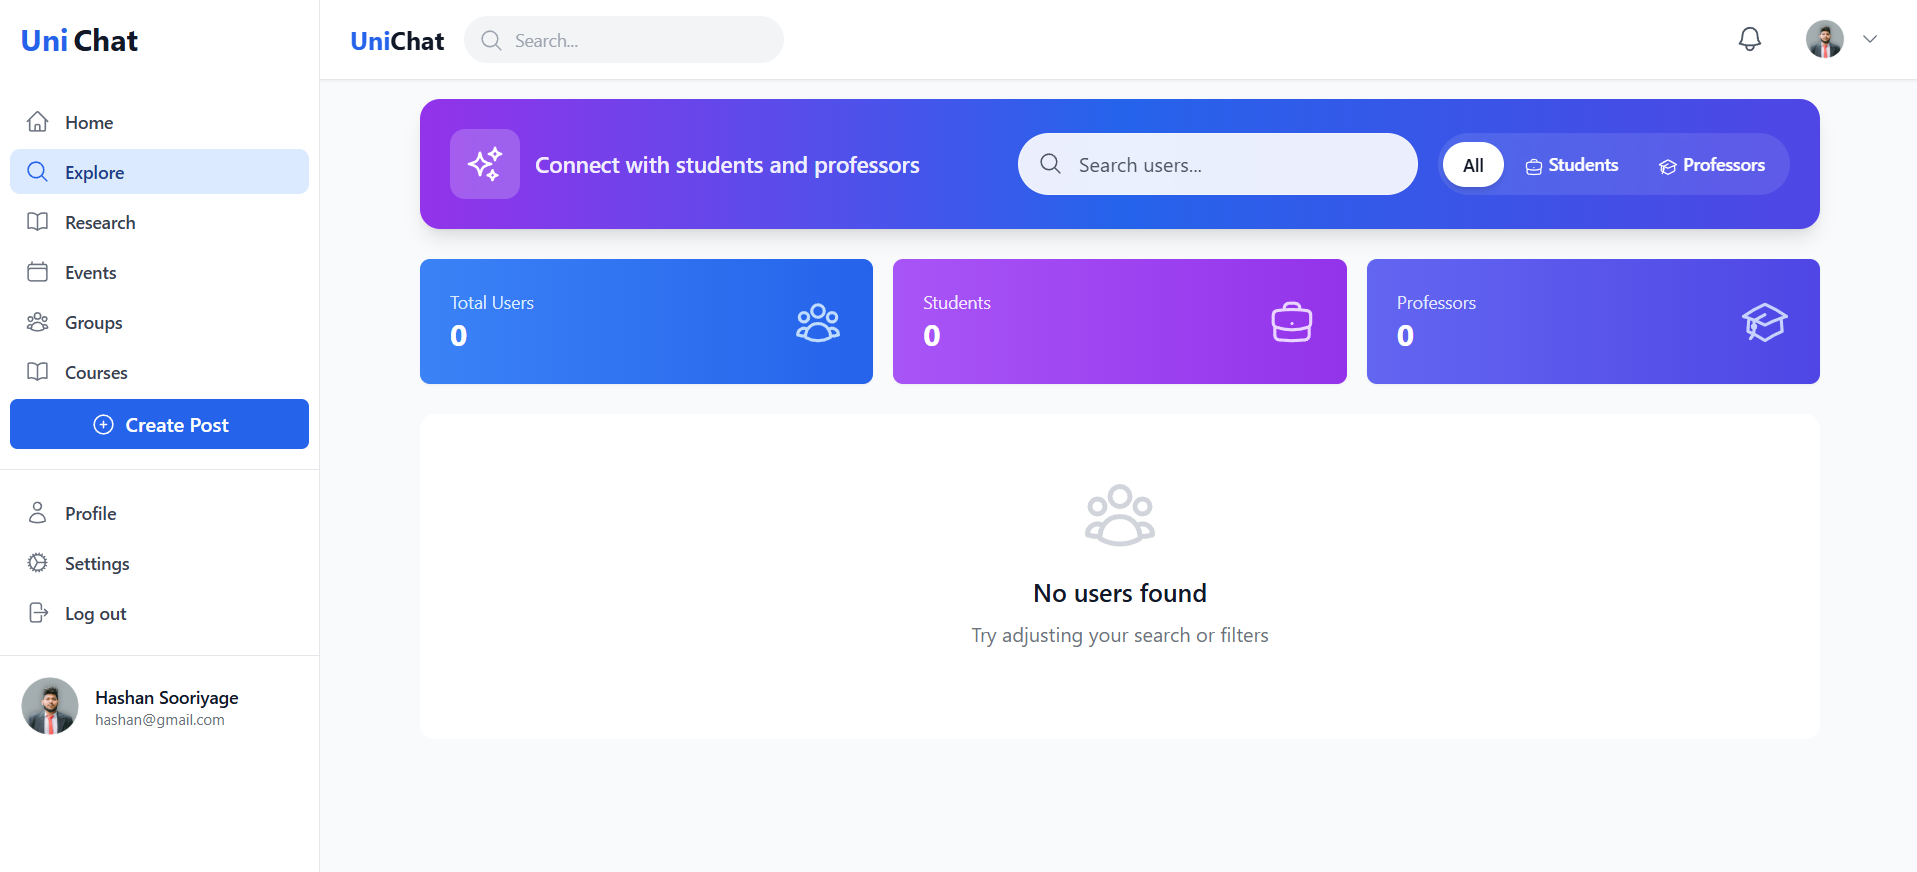 Uni Chat
Home
Explore
Research
Events
Groups
Courses
Create Post
Profile
Settings
Log out
Hashan Sooriyage
hashan@gmail.com
UniChat
Search...
Connect with students and professors
Search users...
All
Students
Professors
Total Users
0
Students
0
Professors
0
No users found
Try adjusting your search or filters